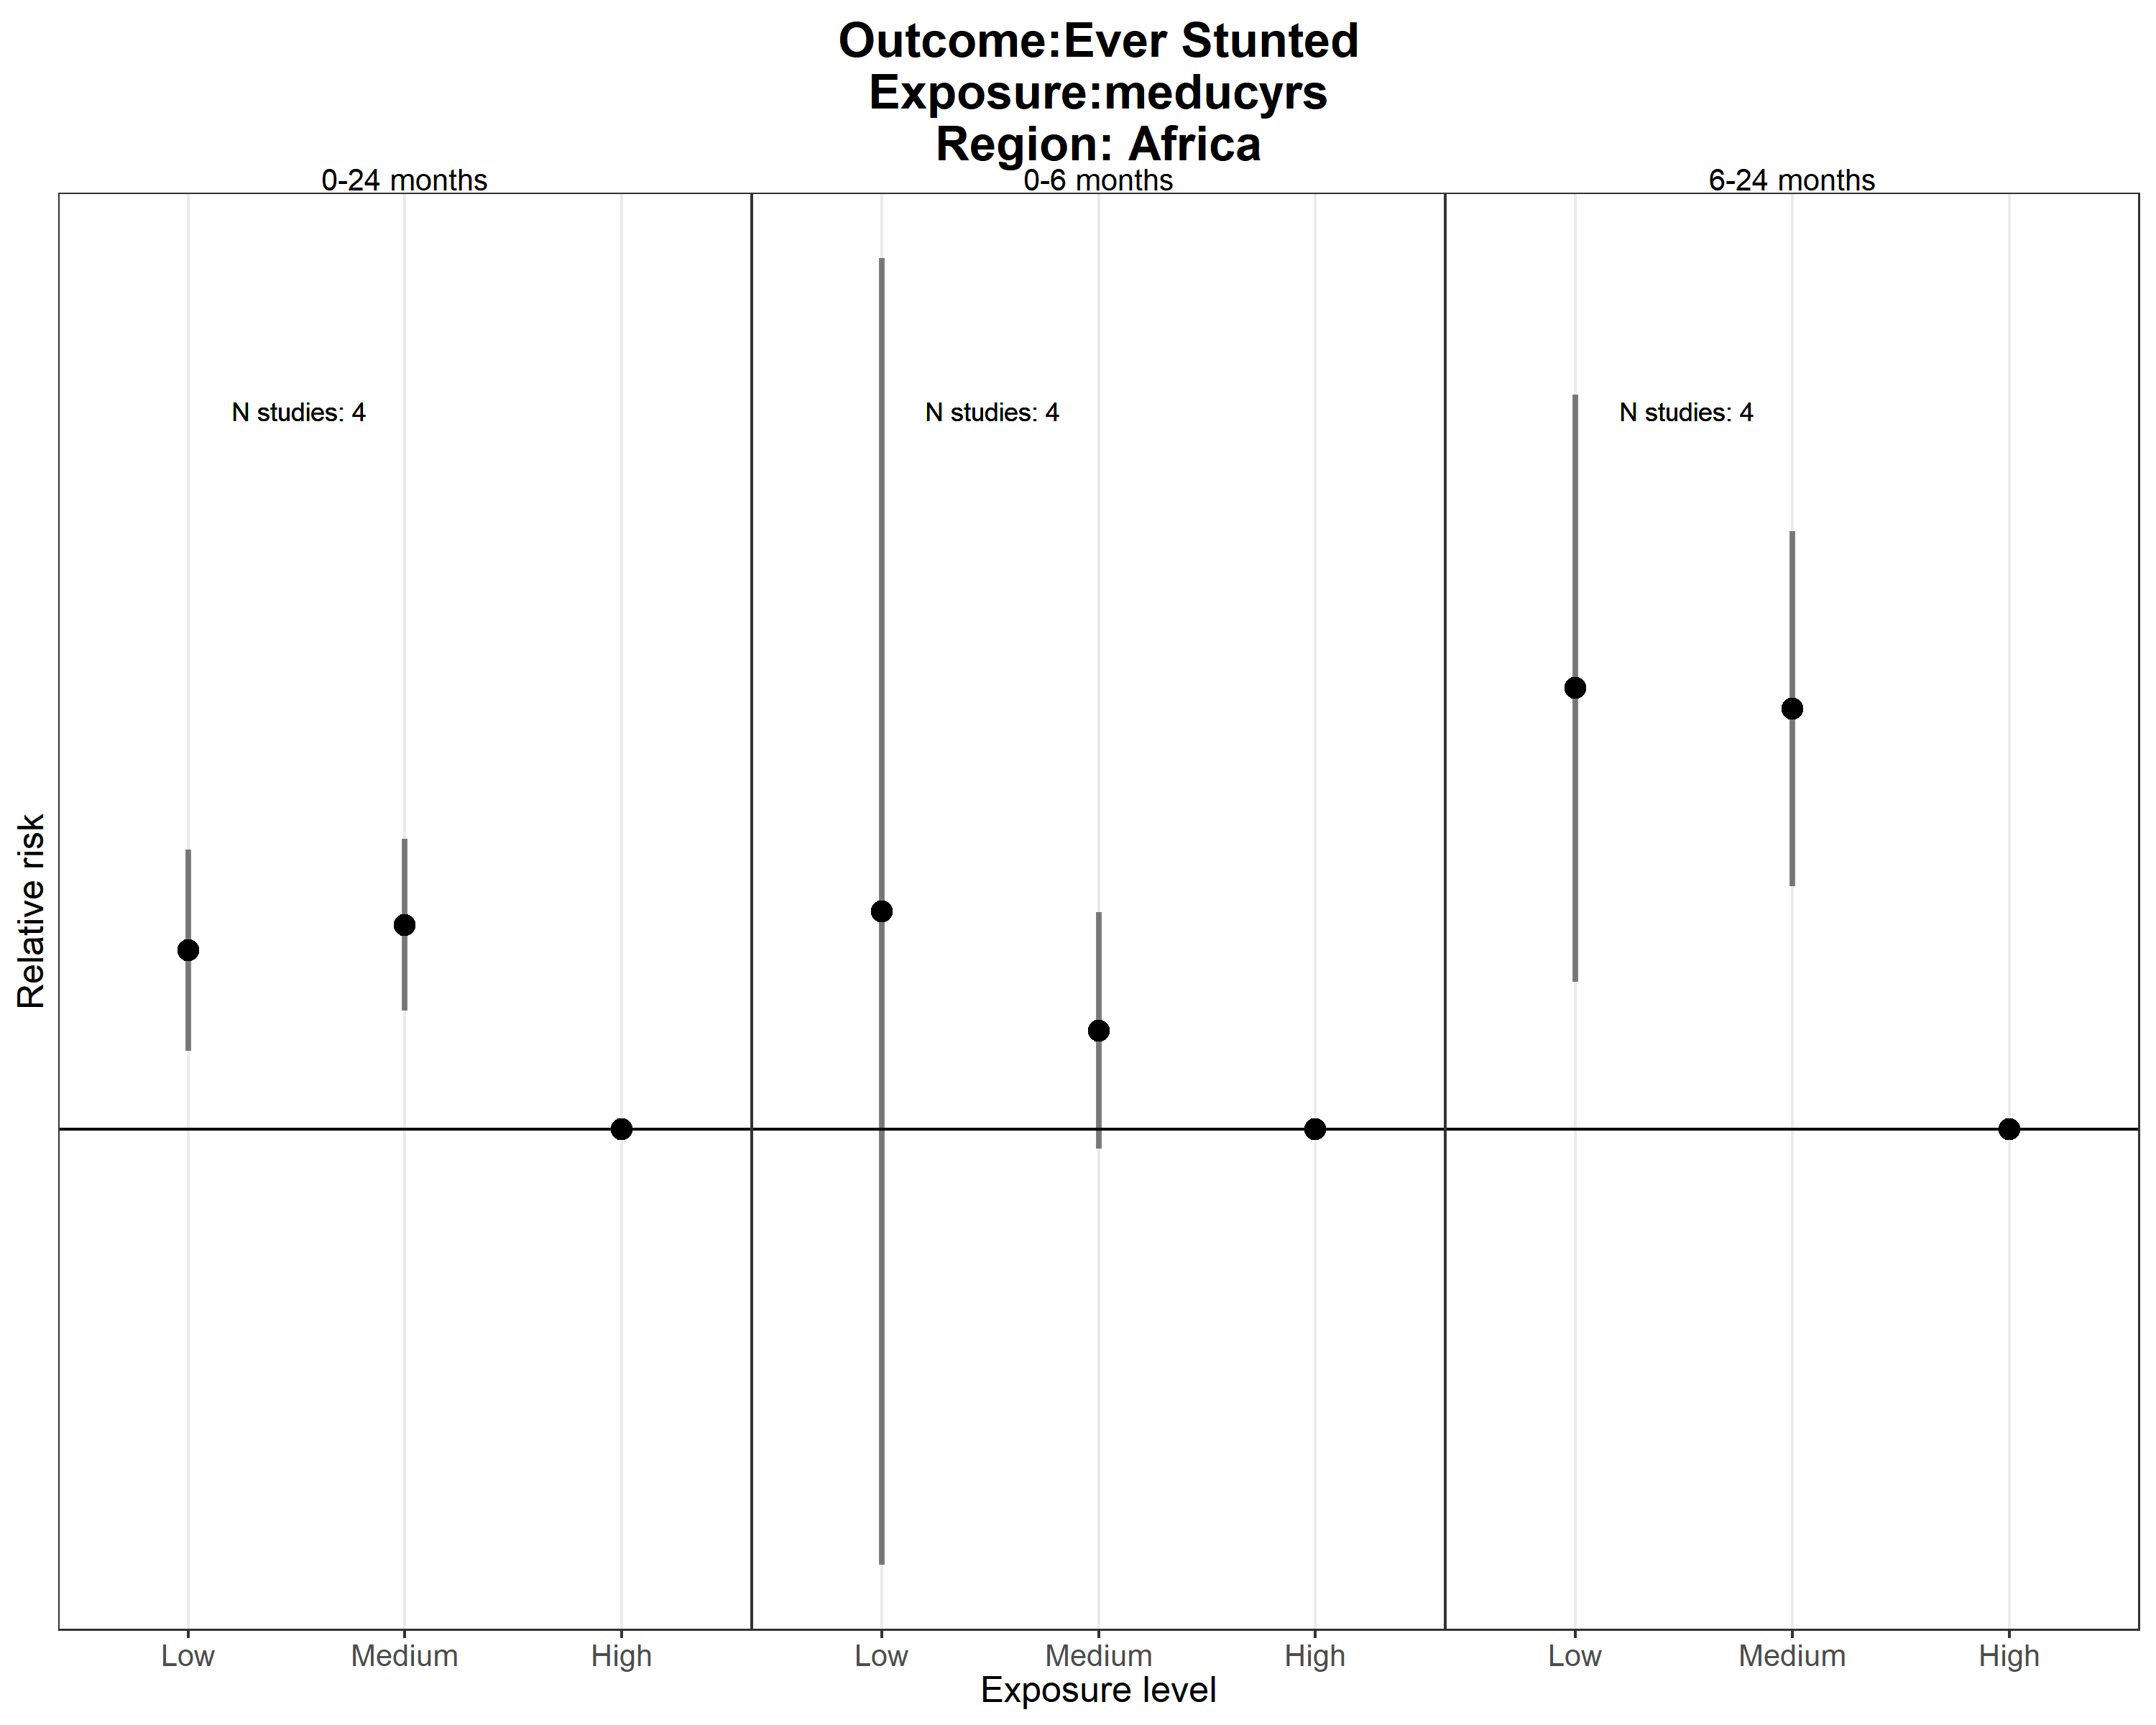 Outcome:Ever Stunted
Exposure:meducyrs
Region: Africa
0-24 months
0-6 months
6-24 months
N studies: 4
N studies: 4
N studies: 4
Relative risk
Low
Medium
High
Low
Medium
High
Low
Medium
High
Exposure level